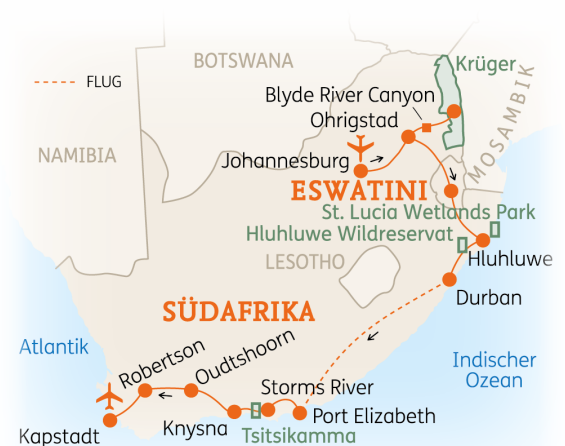 BOTSWANA
Krüger
FLUG
Blyde River Canyon
Ohrigstad
MOSAMBIK
NAMIBIA
Johannesburg
ESWATINI
St. Lucia Wetlands Park
Hluhluwe Wildreservat
LESOTHO
Hluhluwe
Durban
SÜDAFRIKA
Atlantik
Robertson
Oudtshoorn
Indischer
Ozean
Storms River
Port Elizabeth
Knysna
Tsitsikamma
Kapstadt